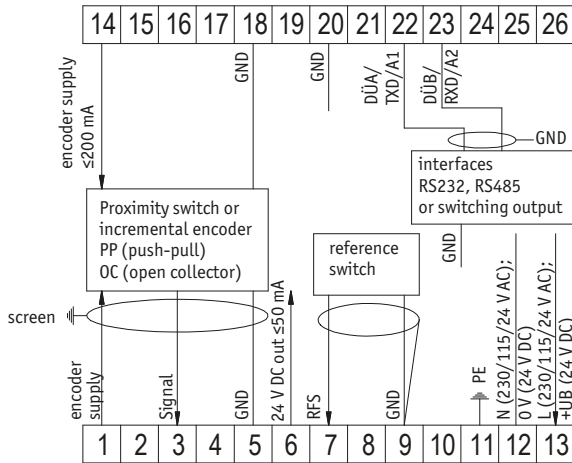 14 15 16 17 18 19 20 21 22 23 24 25 26
encoder supply
≤200 mA
GND
GND
DÜA/
TXD/A1
DÜB/
RXD/A2
GND
interfaces
RS232, RS485
or switching output
Proximity switch or
incremental encoder
PP (push-pull)
OC (open collector)
reference
switch
GND
screen
encoder
supply
Signal
GND
24 V DC out ≤50 mA
RFS
GND
PE
N (230/115/24 V AC);
0 V (24 V DC)
L (230/115/24 V AC);
+UB (24 V DC)
1 2 3 4 5 6 7 8 9 10 11 12 13